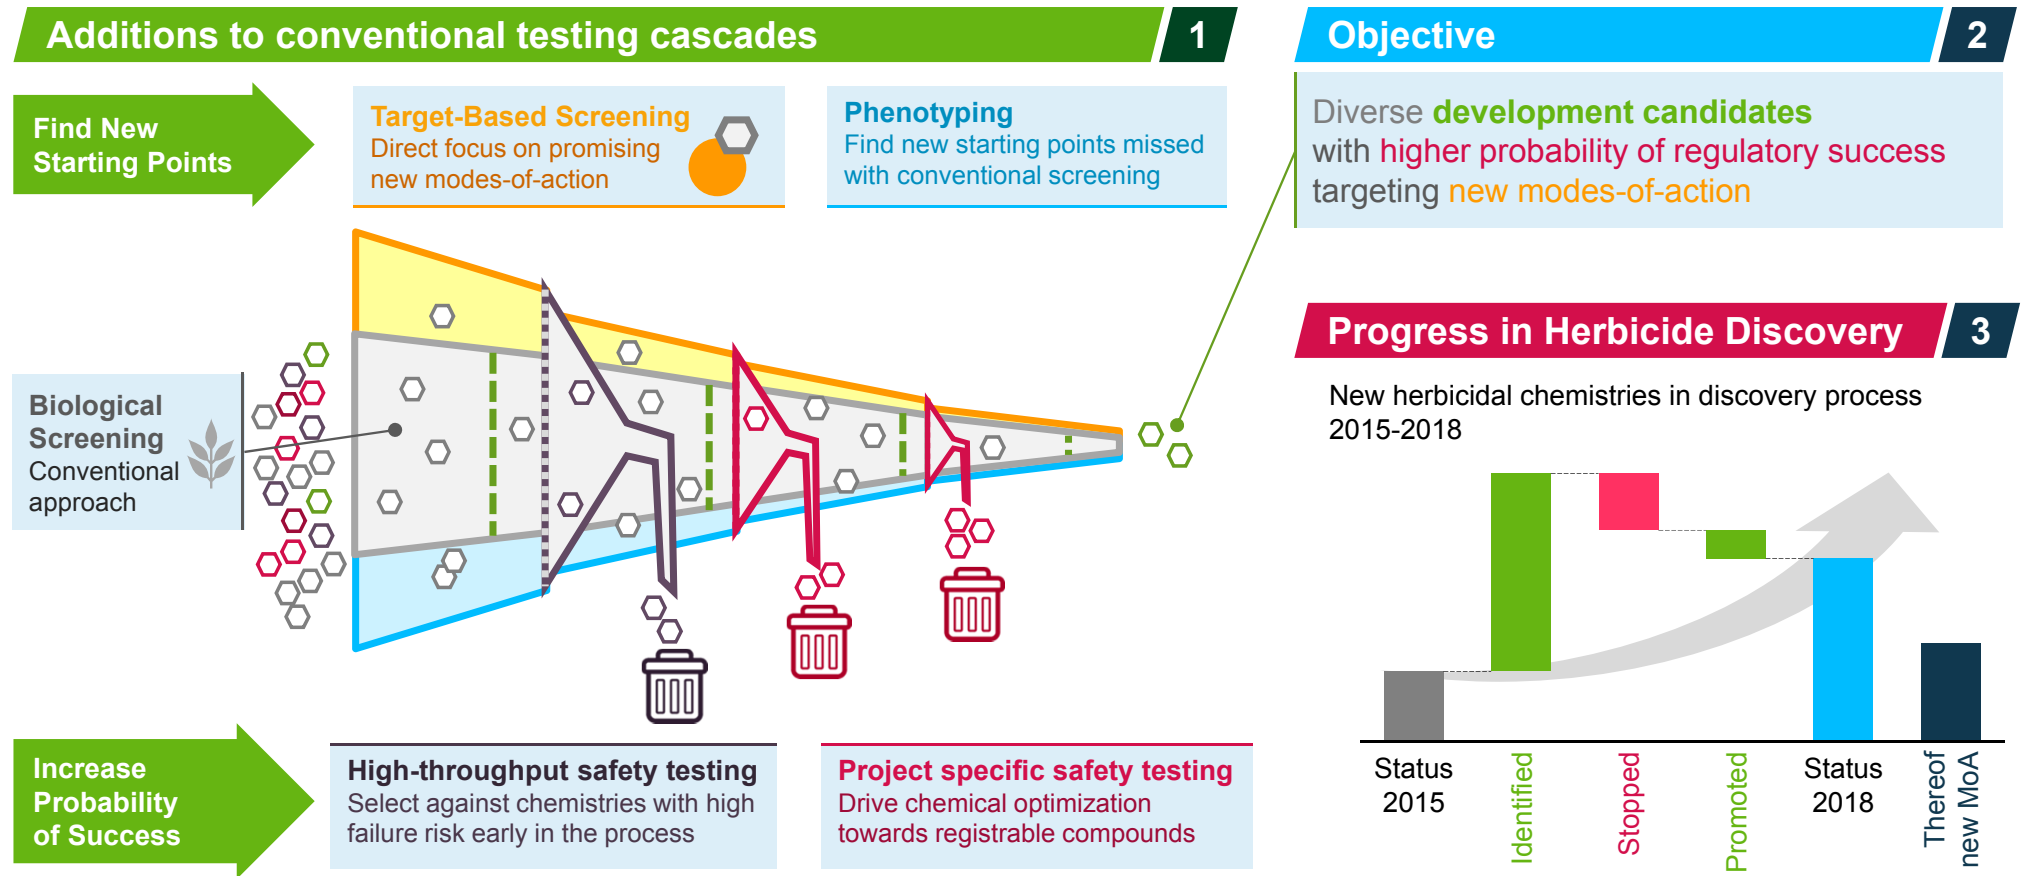 Additions to conventional testing cascades
1
Find New
Starting Points
Target-Based Screening
Direct focus on promising
new modes-of-action
Phenotyping
Find new starting points missed
with conventional screening
Biological
Screening
Conventional
approach
Increase
Probability
of Success
High-throughput safety testing
Select against chemistries with high
failure risk early in the process
Project specific safety testing
Drive chemical optimization
towards registrable compounds
Objective
2
Diverse development candidates
with higher probability of regulatory success
targeting new modes-of-action
Progress in Herbicide Discovery
3
New herbicidal chemistries in discovery process
2015-2018
Status
2015
Identified
Stopped
Promoted
Status
2018
Thereof
new MoA